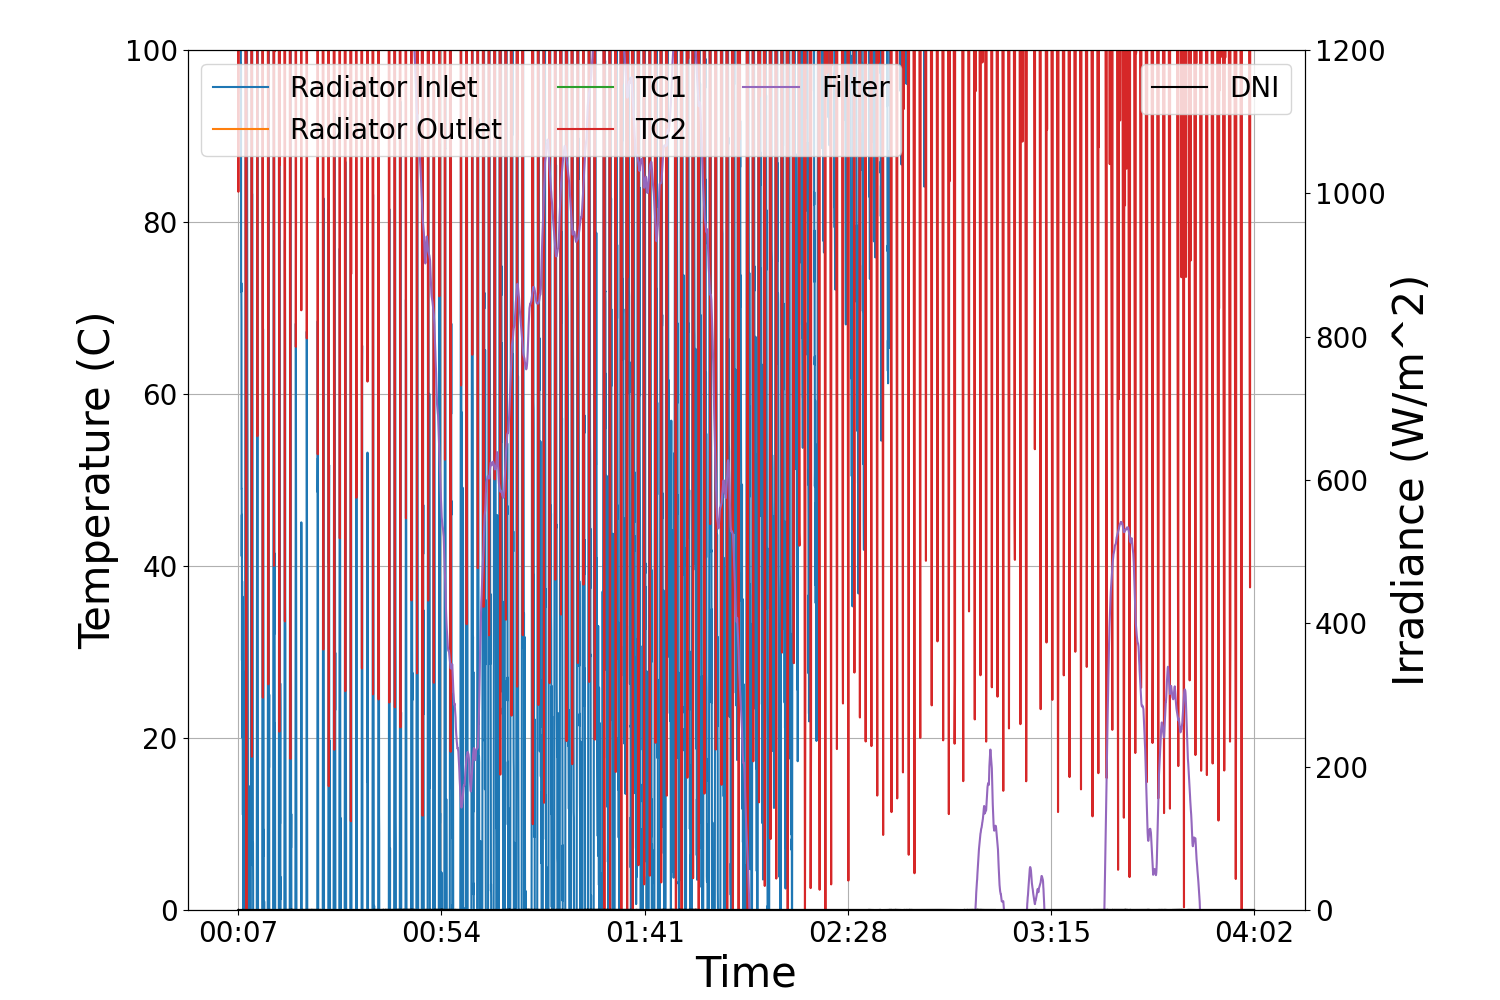 100
80
60
40
20
0
Temperature (C)
Radiator Inlet
Radiator Outlet
TC1
TC2
Filter
DNI
1200
1000
800
600
400
200
0
Irradiance (W/m^2)
00:07 00:54 01:41 02:28 03:15 04:02
Time